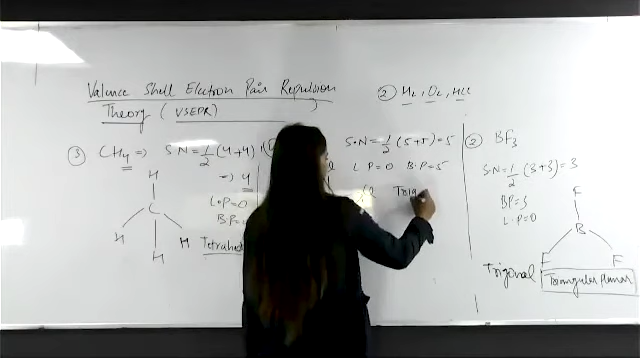 Valence Shell Electron Pair Repulsion
Theory ( VSEPR )
② H₂, O₂, HCl
③ CH₄ ⇒ S·N = 1/2 (4+4)
→ 4
L·P = 0
B·P = 4
H
C
H
H
H
Tetrahed
S·N = 1/2 (5+5) = 5
L P = 0 B·P = 5
Trig
② BF₃
S·N = 1/2 (3+3) = 3
BP = 3
L·P = 0
F
B
F
F
Trigonal
Triangular planar